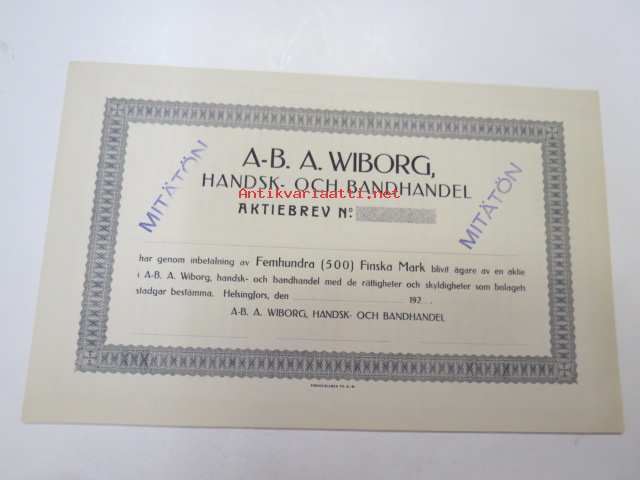 A-B. A. WIBORG,
HANDSK- OCH BANDHANDEL
Antikvariaatti.net
AKTIEBREV No.
MITÄTÖN
MITÄTÖN
har genom inbetalning av Femhundra (500) Finska Mark blivit ägare av en aktie
i A-B. A. Wiborg, handsk- och bandhandel med de rättigheter och skyldigheter som bolagets
stadgar bestämma. Helsingfors, den 192
A-B. A. WIBORG, HANDSK- OCH BANDHANDEL